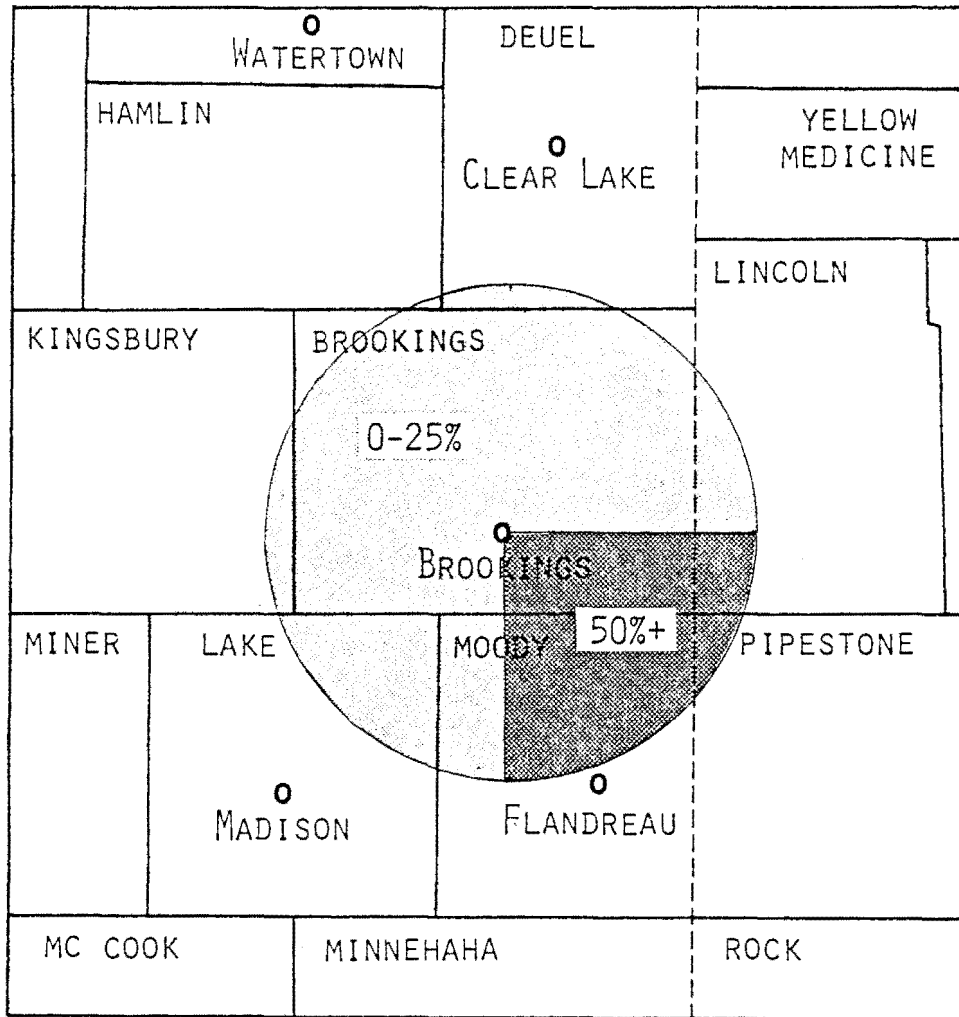 WATERTOWN
DEUEL
HAMLIN
YELLOW
MEDICINE
CLEAR LAKE
LINCOLN
KINGSBURY
BROOKINGS
0-25%
BROOKINGS
50%+
MINER
LAKE
MOODY
PIPESTONE
MADISON
FLANDREAU
MC COOK
MINNEHAHA
ROCK